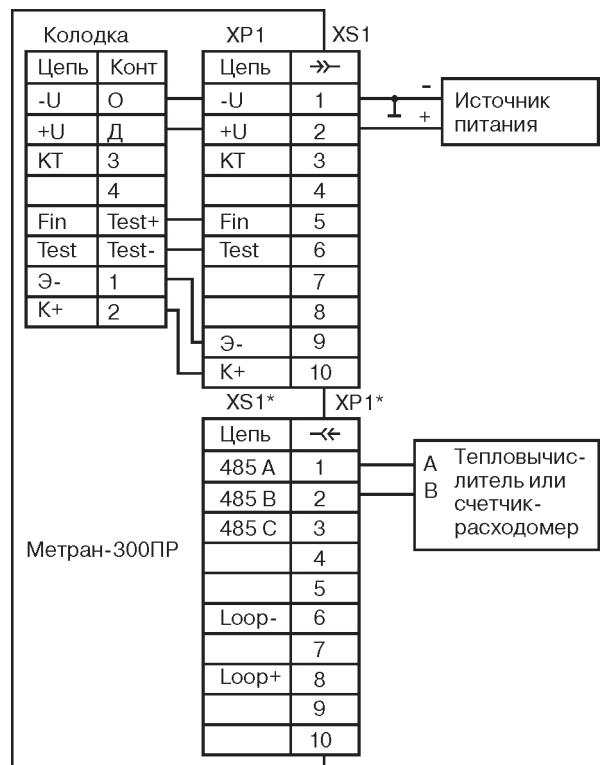 Колодка XP1 XS1
Цепь Конт Цепь
-U О -U 1
+U Д +U 2
КТ 3 КТ 3
4 4
Fin Test+ Fin 5
Test Test- Test 6
Э- 1 7
К+ 2 8
Э- 9
К+ 10
-
+
Источник
питания
XS1* XP1*
Цепь
485 A 1
485 B 2
485 C 3
4
5
Loop- 6
7
Loop+ 8
9
10
A
B
Тепловычис-
литель или
счетчик-
расходомер
Метран-300ПР